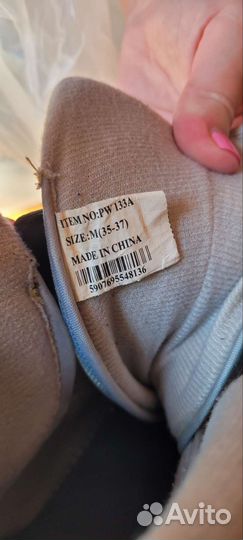 ITEM NO:PW133A
SIZE:M(35-37)
MADE IN CHINA
5907695548136
Avito